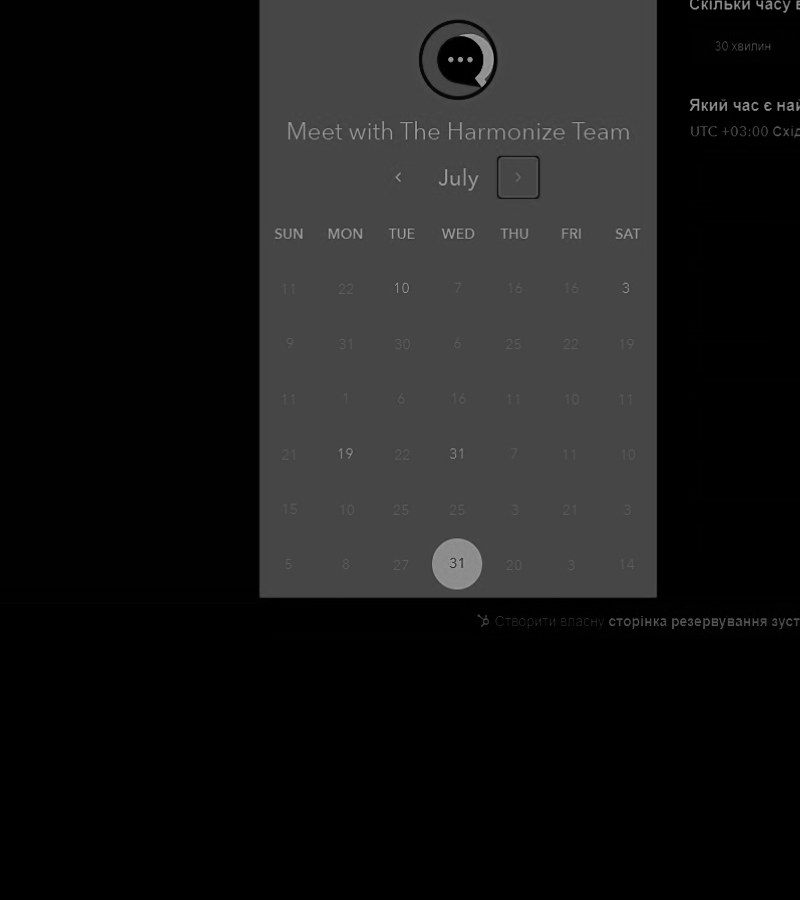 Meet with The Harmonize Team
July
SUN MON TUE WED THU FRI SAT
11 22 10 7 16 16 3
9 31 30 6 25 22 19
11 1 6 16 11 10 11
21 19 22 31 7 11 10
15 10 25 25 3 21 3
5 8 27 31 20 3 14
Скільки часу
30 хвилин
Який час є
UTC +03:00
Створити власну сторінка резервування